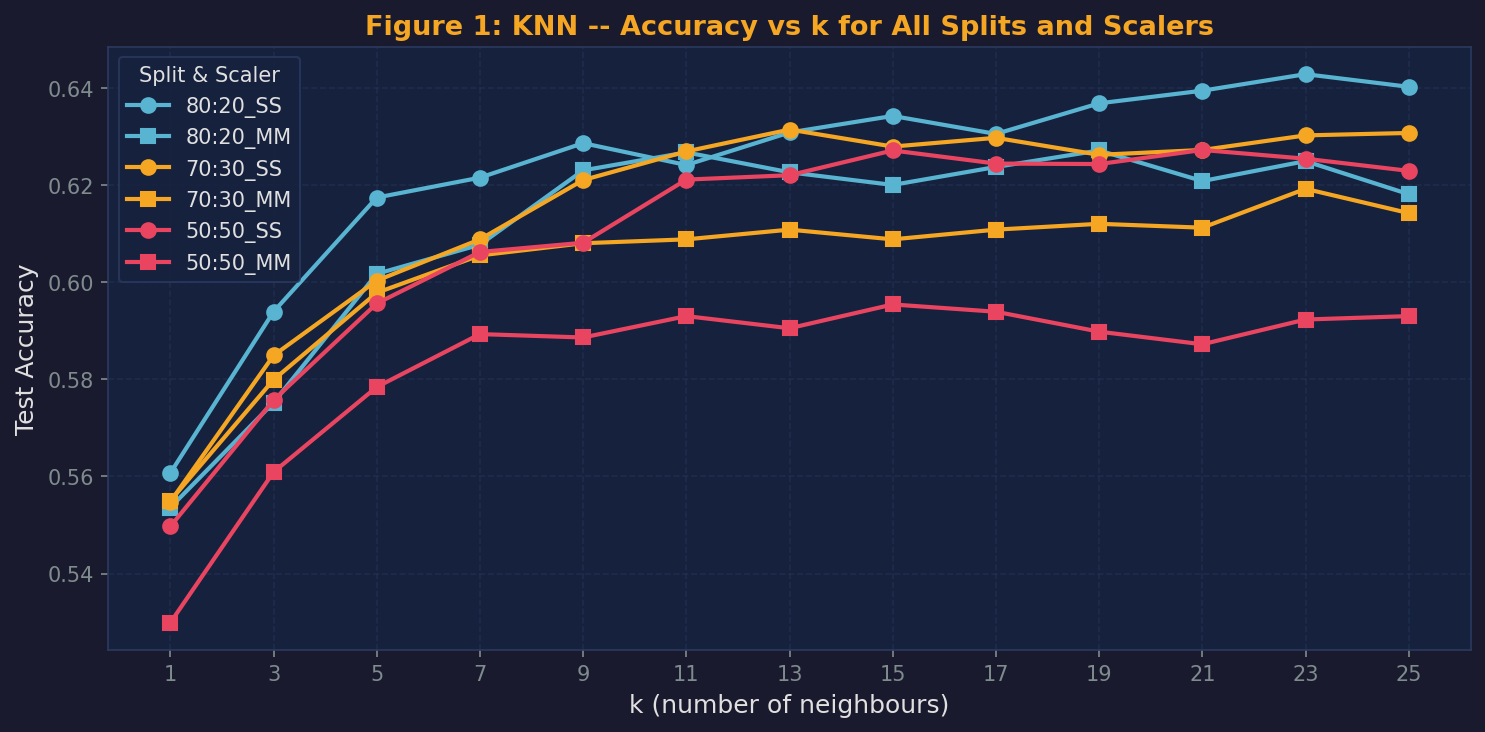 Figure 1: KNN -- Accuracy vs k for All Splits and Scalers
Split & Scaler
80:20_SS
80:20_MM
70:30_SS
70:30_MM
50:50_SS
50:50_MM
Test Accuracy
0.64
0.62
0.60
0.58
0.56
0.54
1 3 5 7 9 11 13 15 17 19 21 23 25
k (number of neighbours)